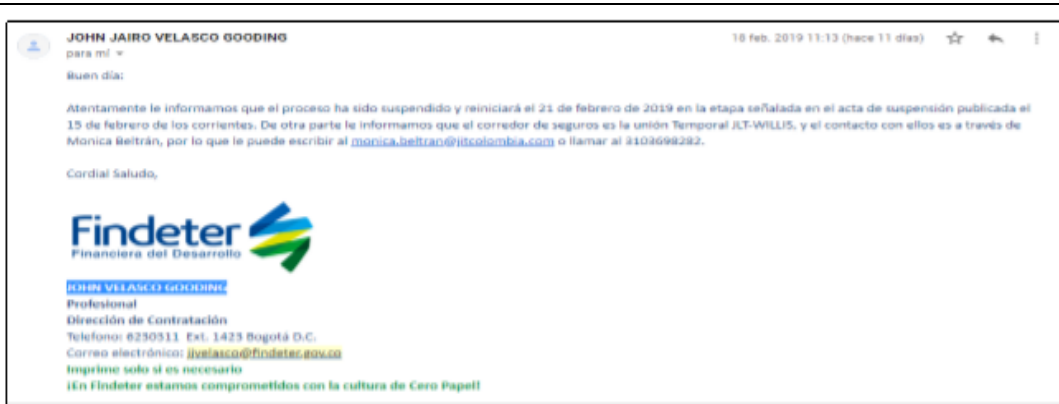 JOHN JAIRO VELASCO GOODING
18 feb. 2019 11:13 (hace 11 días)
para mí
Buen día:
Atentamente le informamos que el proceso ha sido suspendido y reiniciará el 21 de febrero de 2019 en la etapa señalada en el acta de suspensión publicada el
15 de febrero de los corrientes. De otra parte le informamos que el corredor de seguros es la unión Temporal JLT-WILLIS, y el contacto con ellos es a través de
Monica Beltrán, por lo que le puede escribir al monica.beltran@jltcolombia.com o llamar al 3103698282.
Cordial Saludo,
Findeter
Financiera del Desarrollo
JOHN VELASCO GOODING
Profesional
Dirección de Contratación
Telefono: 6230311 Ext. 1423 Bogotá D.C.
Correo electrónico: jjvelasco@findeter.gov.co
Imprime solo si es necesario
¡En Findeter estamos comprometidos con la cultura de Cero Papel!